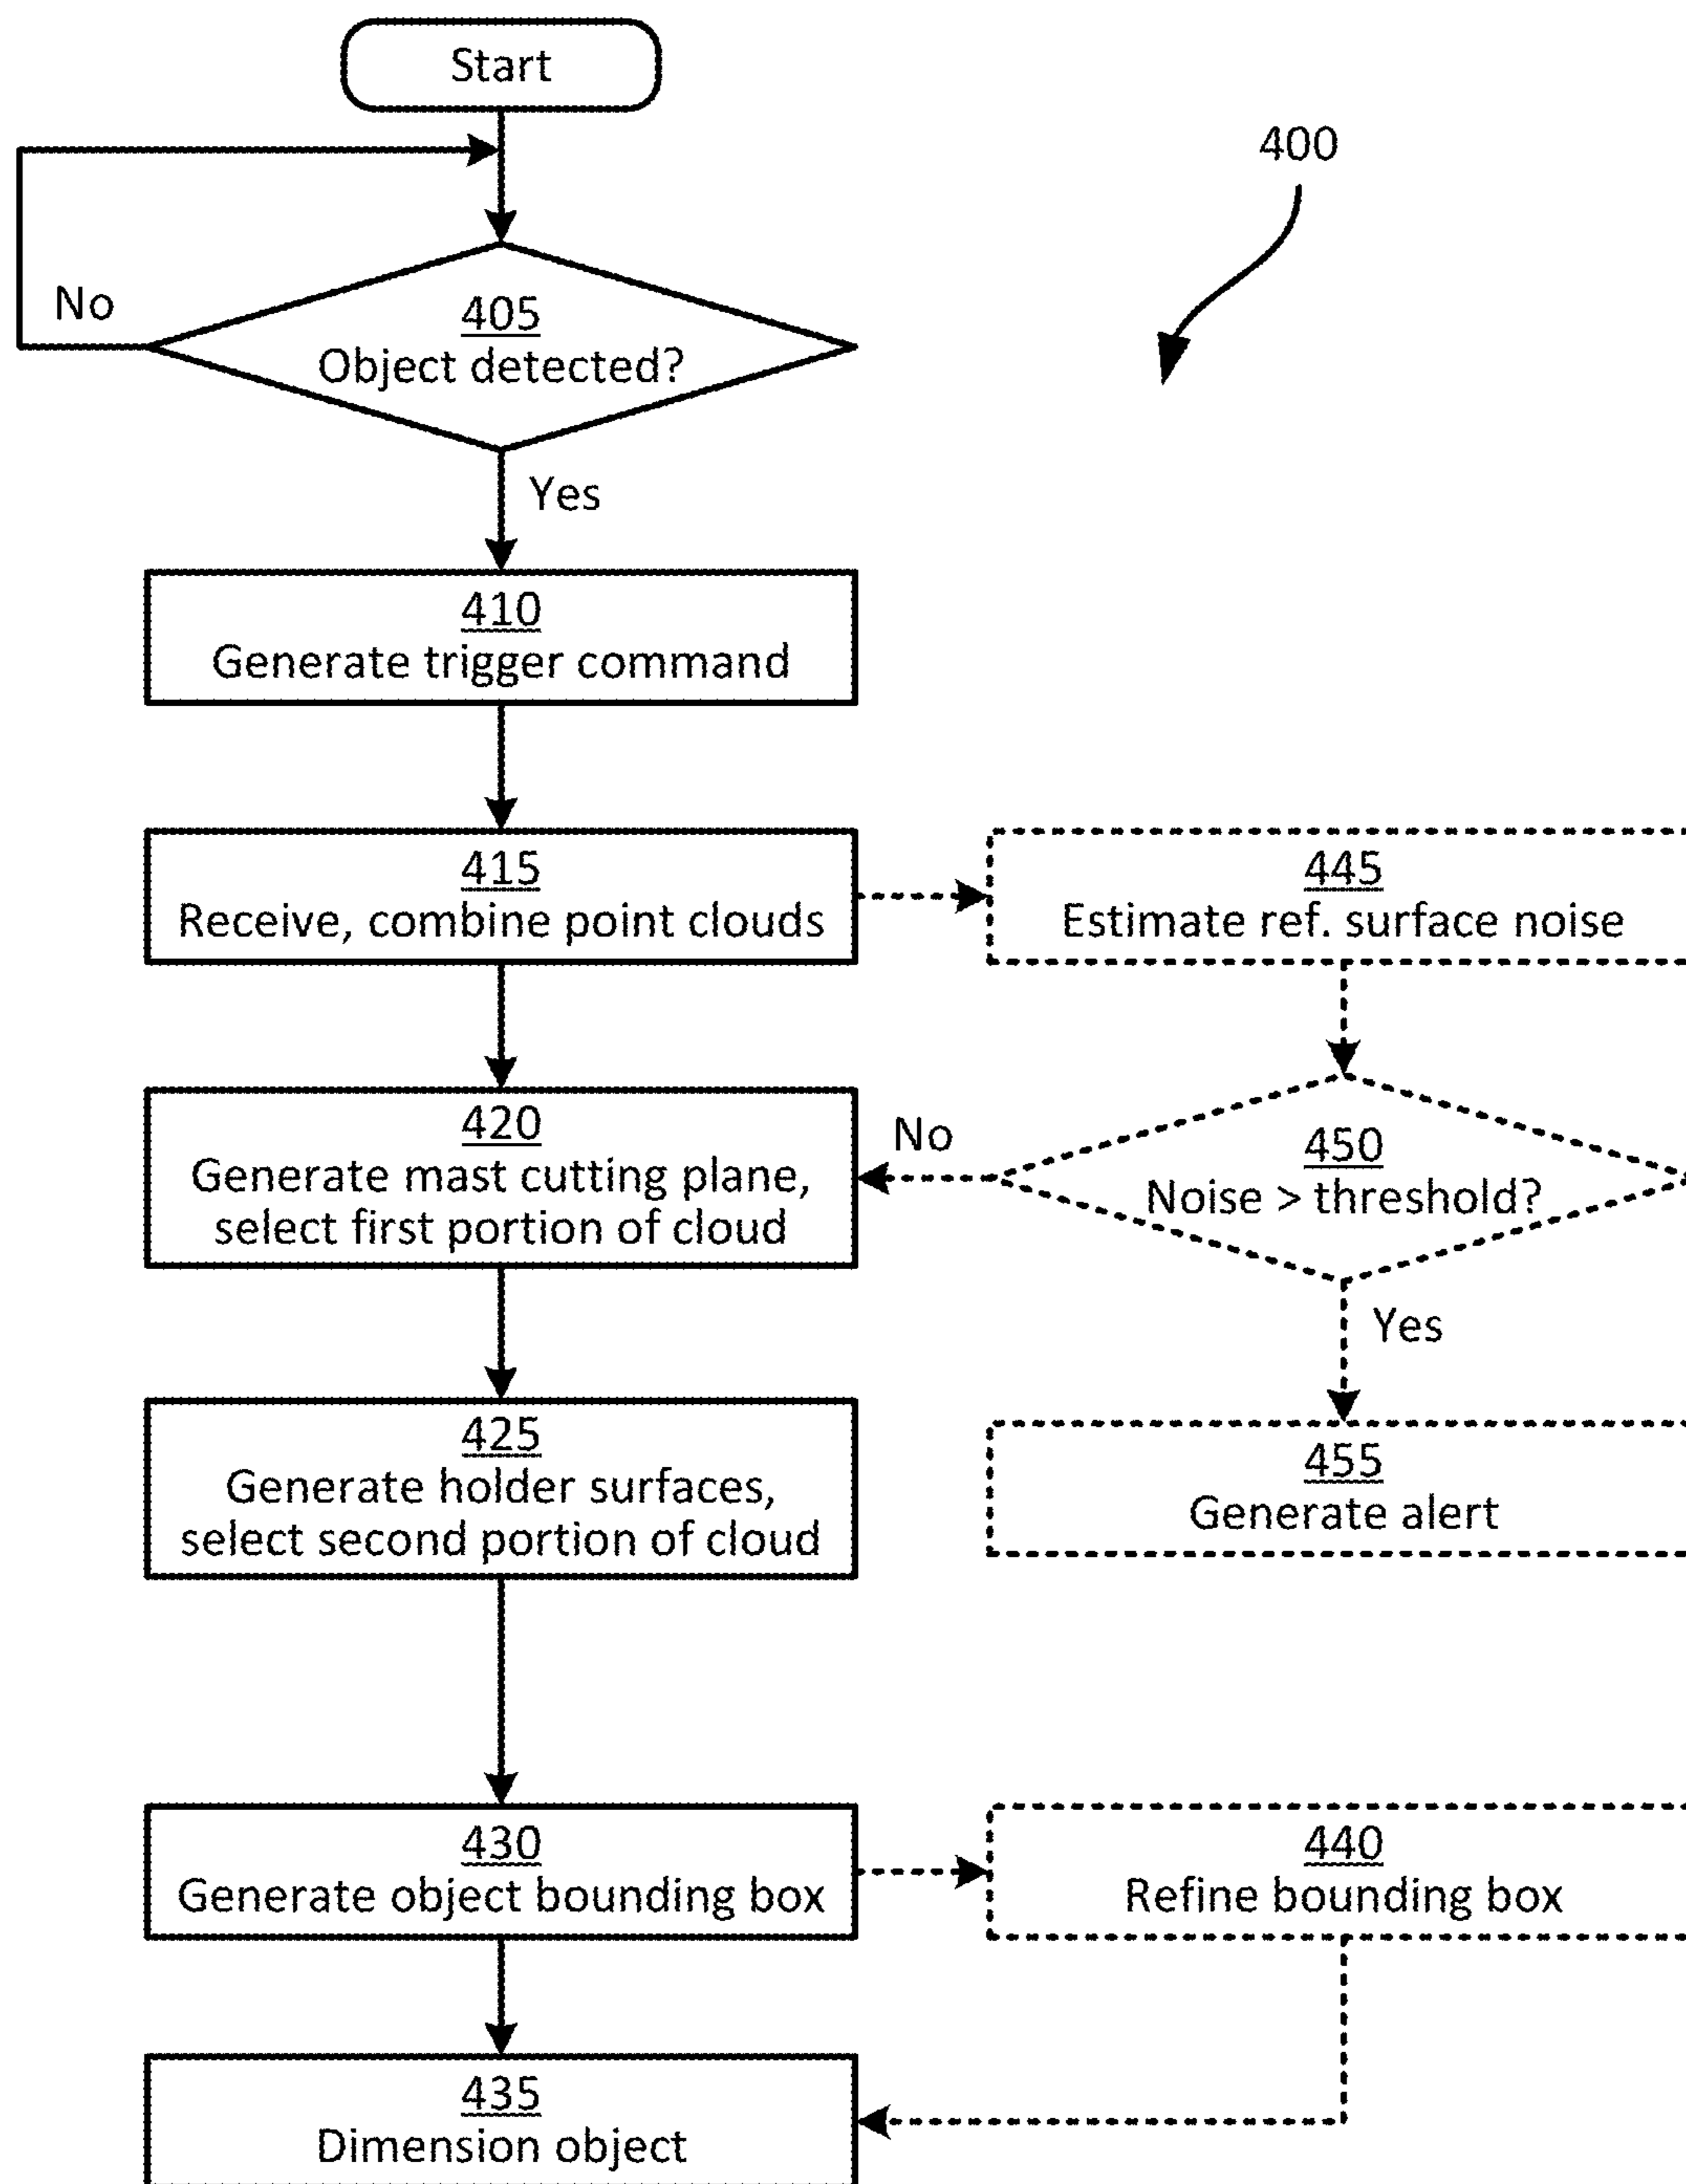 Start
400
No
405
Object detected?
Yes
410
Generate trigger command
415
Receive, combine point clouds
445
Estimate ref. surface noise
420
Generate mast cutting plane,
select first portion of cloud
No
450
Noise > threshold?
Yes
425
Generate holder surfaces,
select second portion of cloud
455
Generate alert
430
Generate object bounding box
440
Refine bounding box
435
Dimension object